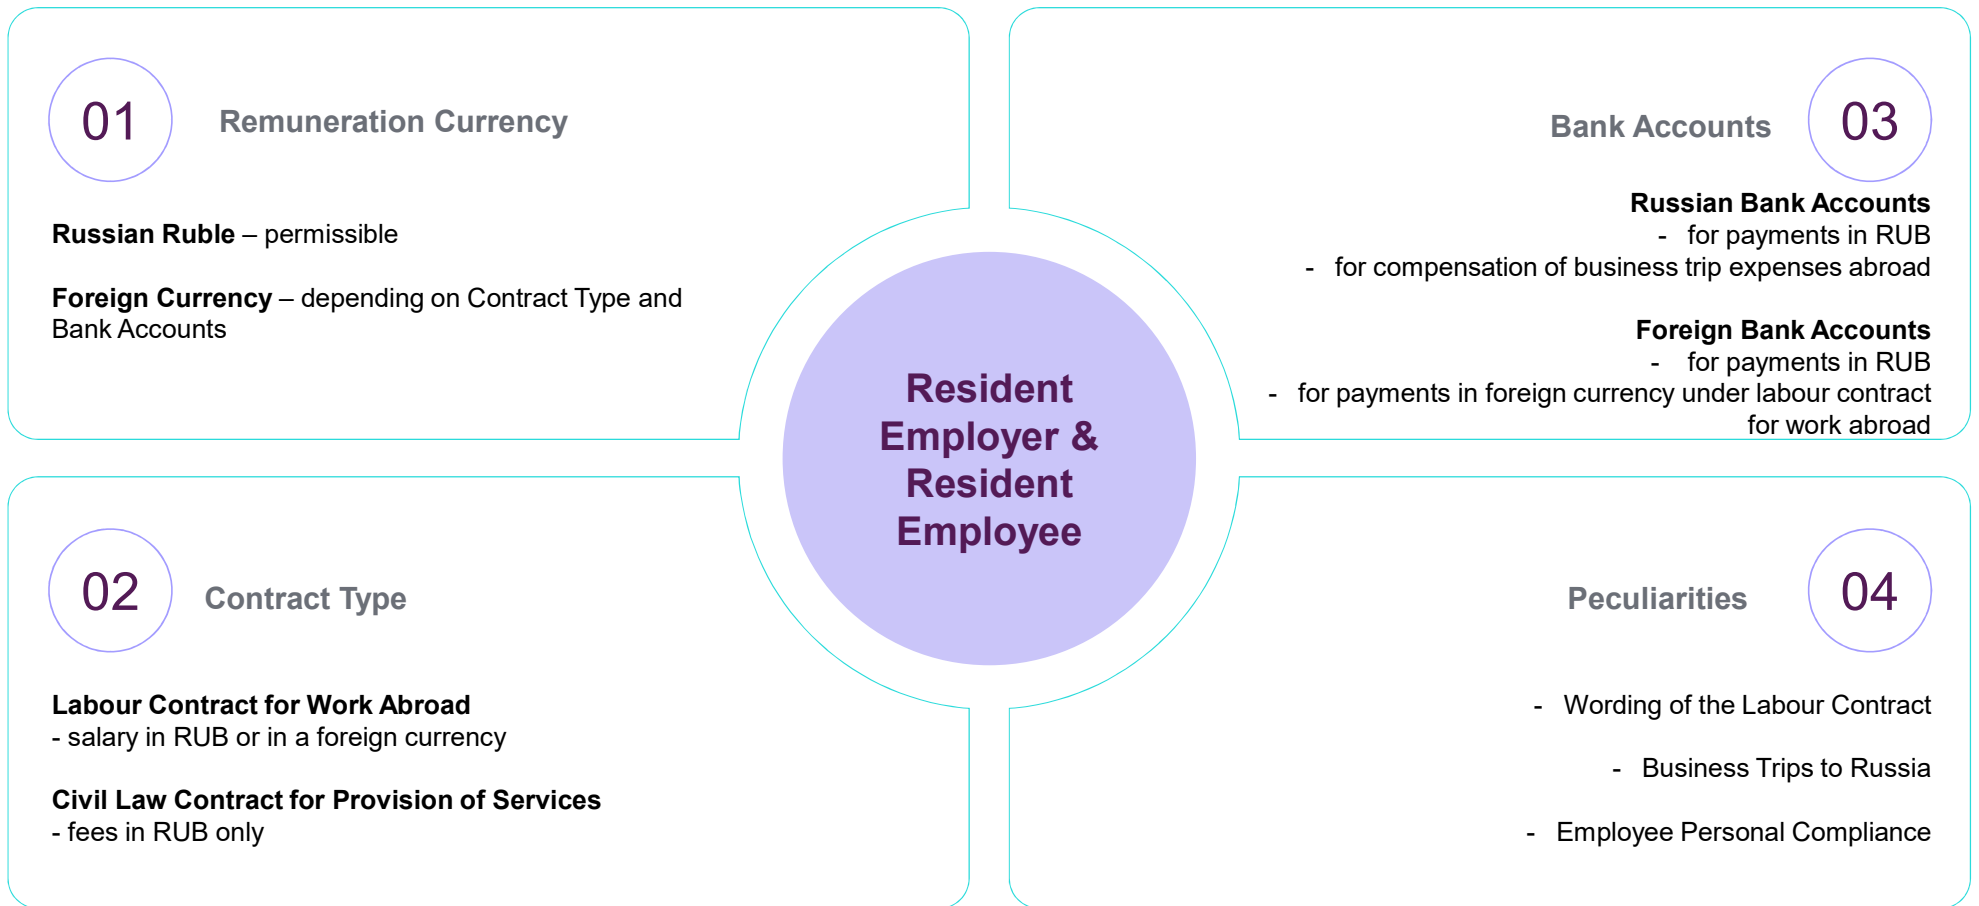 01
Remuneration Currency
Russian Ruble – permissible
Foreign Currency – depending on Contract Type and
Bank Accounts
02
Contract Type
Labour Contract for Work Abroad
- salary in RUB or in a foreign currency
Civil Law Contract for Provision of Services
- fees in RUB only
Resident
Employer &
Resident
Employee
Bank Accounts
03
Russian Bank Accounts
- for payments in RUB
- for compensation of business trip expenses abroad
Foreign Bank Accounts
- for payments in RUB
- for payments in foreign currency under labour contract
for work abroad
Peculiarities
04
- Wording of the Labour Contract
- Business Trips to Russia
- Employee Personal Compliance